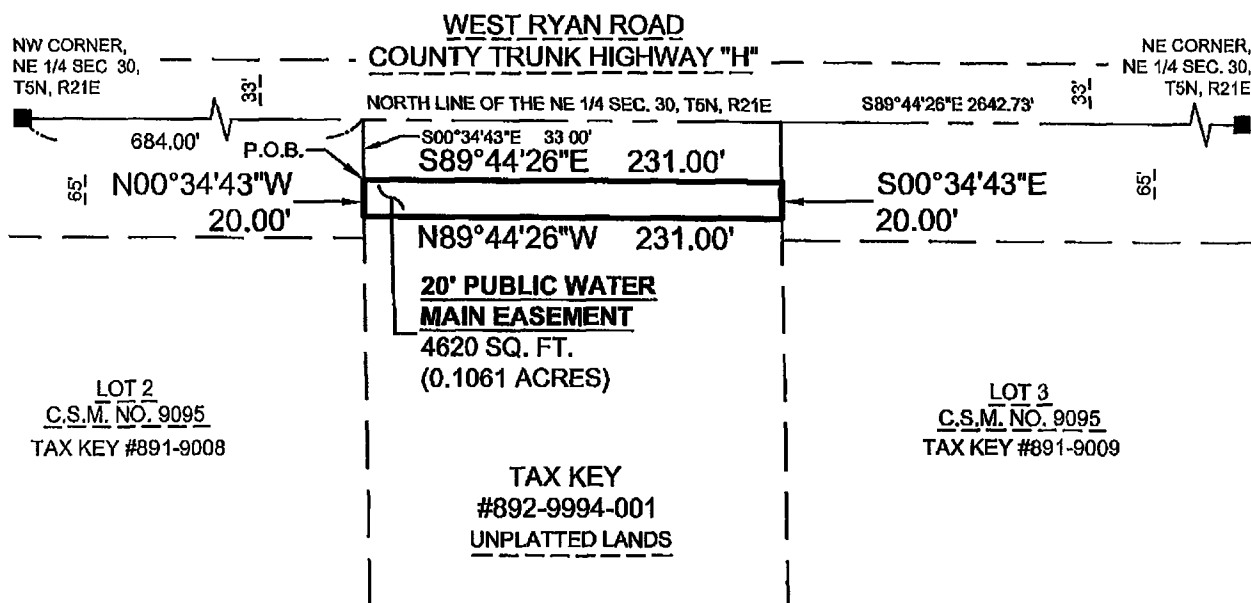 WEST RYAN ROAD
COUNTY TRUNK HIGHWAY "H"
NW CORNER,
NE 1/4 SEC 30,
T5N, R21E
NE CORNER,
NE 1/4 SEC. 30,
T5N, R21E
33'
33'
NORTH LINE OF THE NE 1/4 SEC. 30, T5N, R21E
S89°44'26"E 2642.73'
684.00'
P.O.B.
S00°34'43"E 33 00'
S89°44'26"E 231.00'
65'
N00°34'43"W
20.00'
S00°34'43"E
20.00'
65'
N89°44'26"W 231.00'
20' PUBLIC WATER
MAIN EASEMENT
4620 SQ. FT.
(0.1061 ACRES)
LOT 2
C.S.M. NO. 9095
TAX KEY #891-9008
LOT 3
C.S.M. NO. 9095
TAX KEY #891-9009
TAX KEY
#892-9994-001
UNPLATTED LANDS